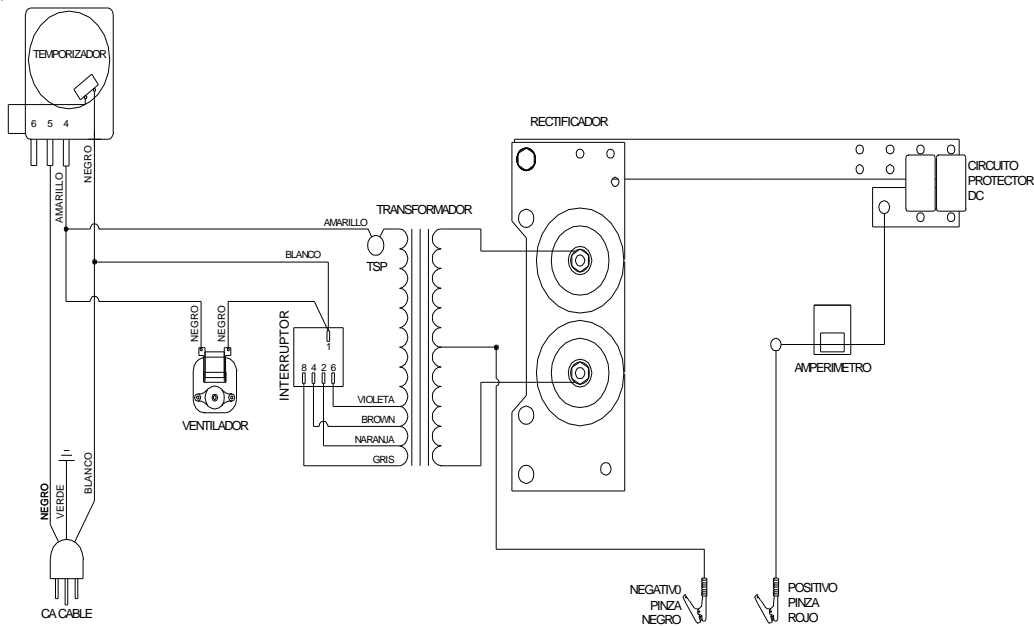 TEMPORIZADOR
6 5 4
NEGRO
AMARILLO
RECTIFICADOR
CIRCUITO
PROTECTOR
DC
TRANSFORMADOR
AMARILLO
TSP
BLANCO
NEGRO
NEGRO
INTERRUPTOR
1
8 4 2 6
VIOLETA
BROWN
NARANJA
GRIS
VENTILADOR
AMPERIMETRO
NEGRO
VERDE
BLANCO
CA CABLE
NEGATIVO
PINZA
NEGRO
POSITIVO
PINZA
ROJO